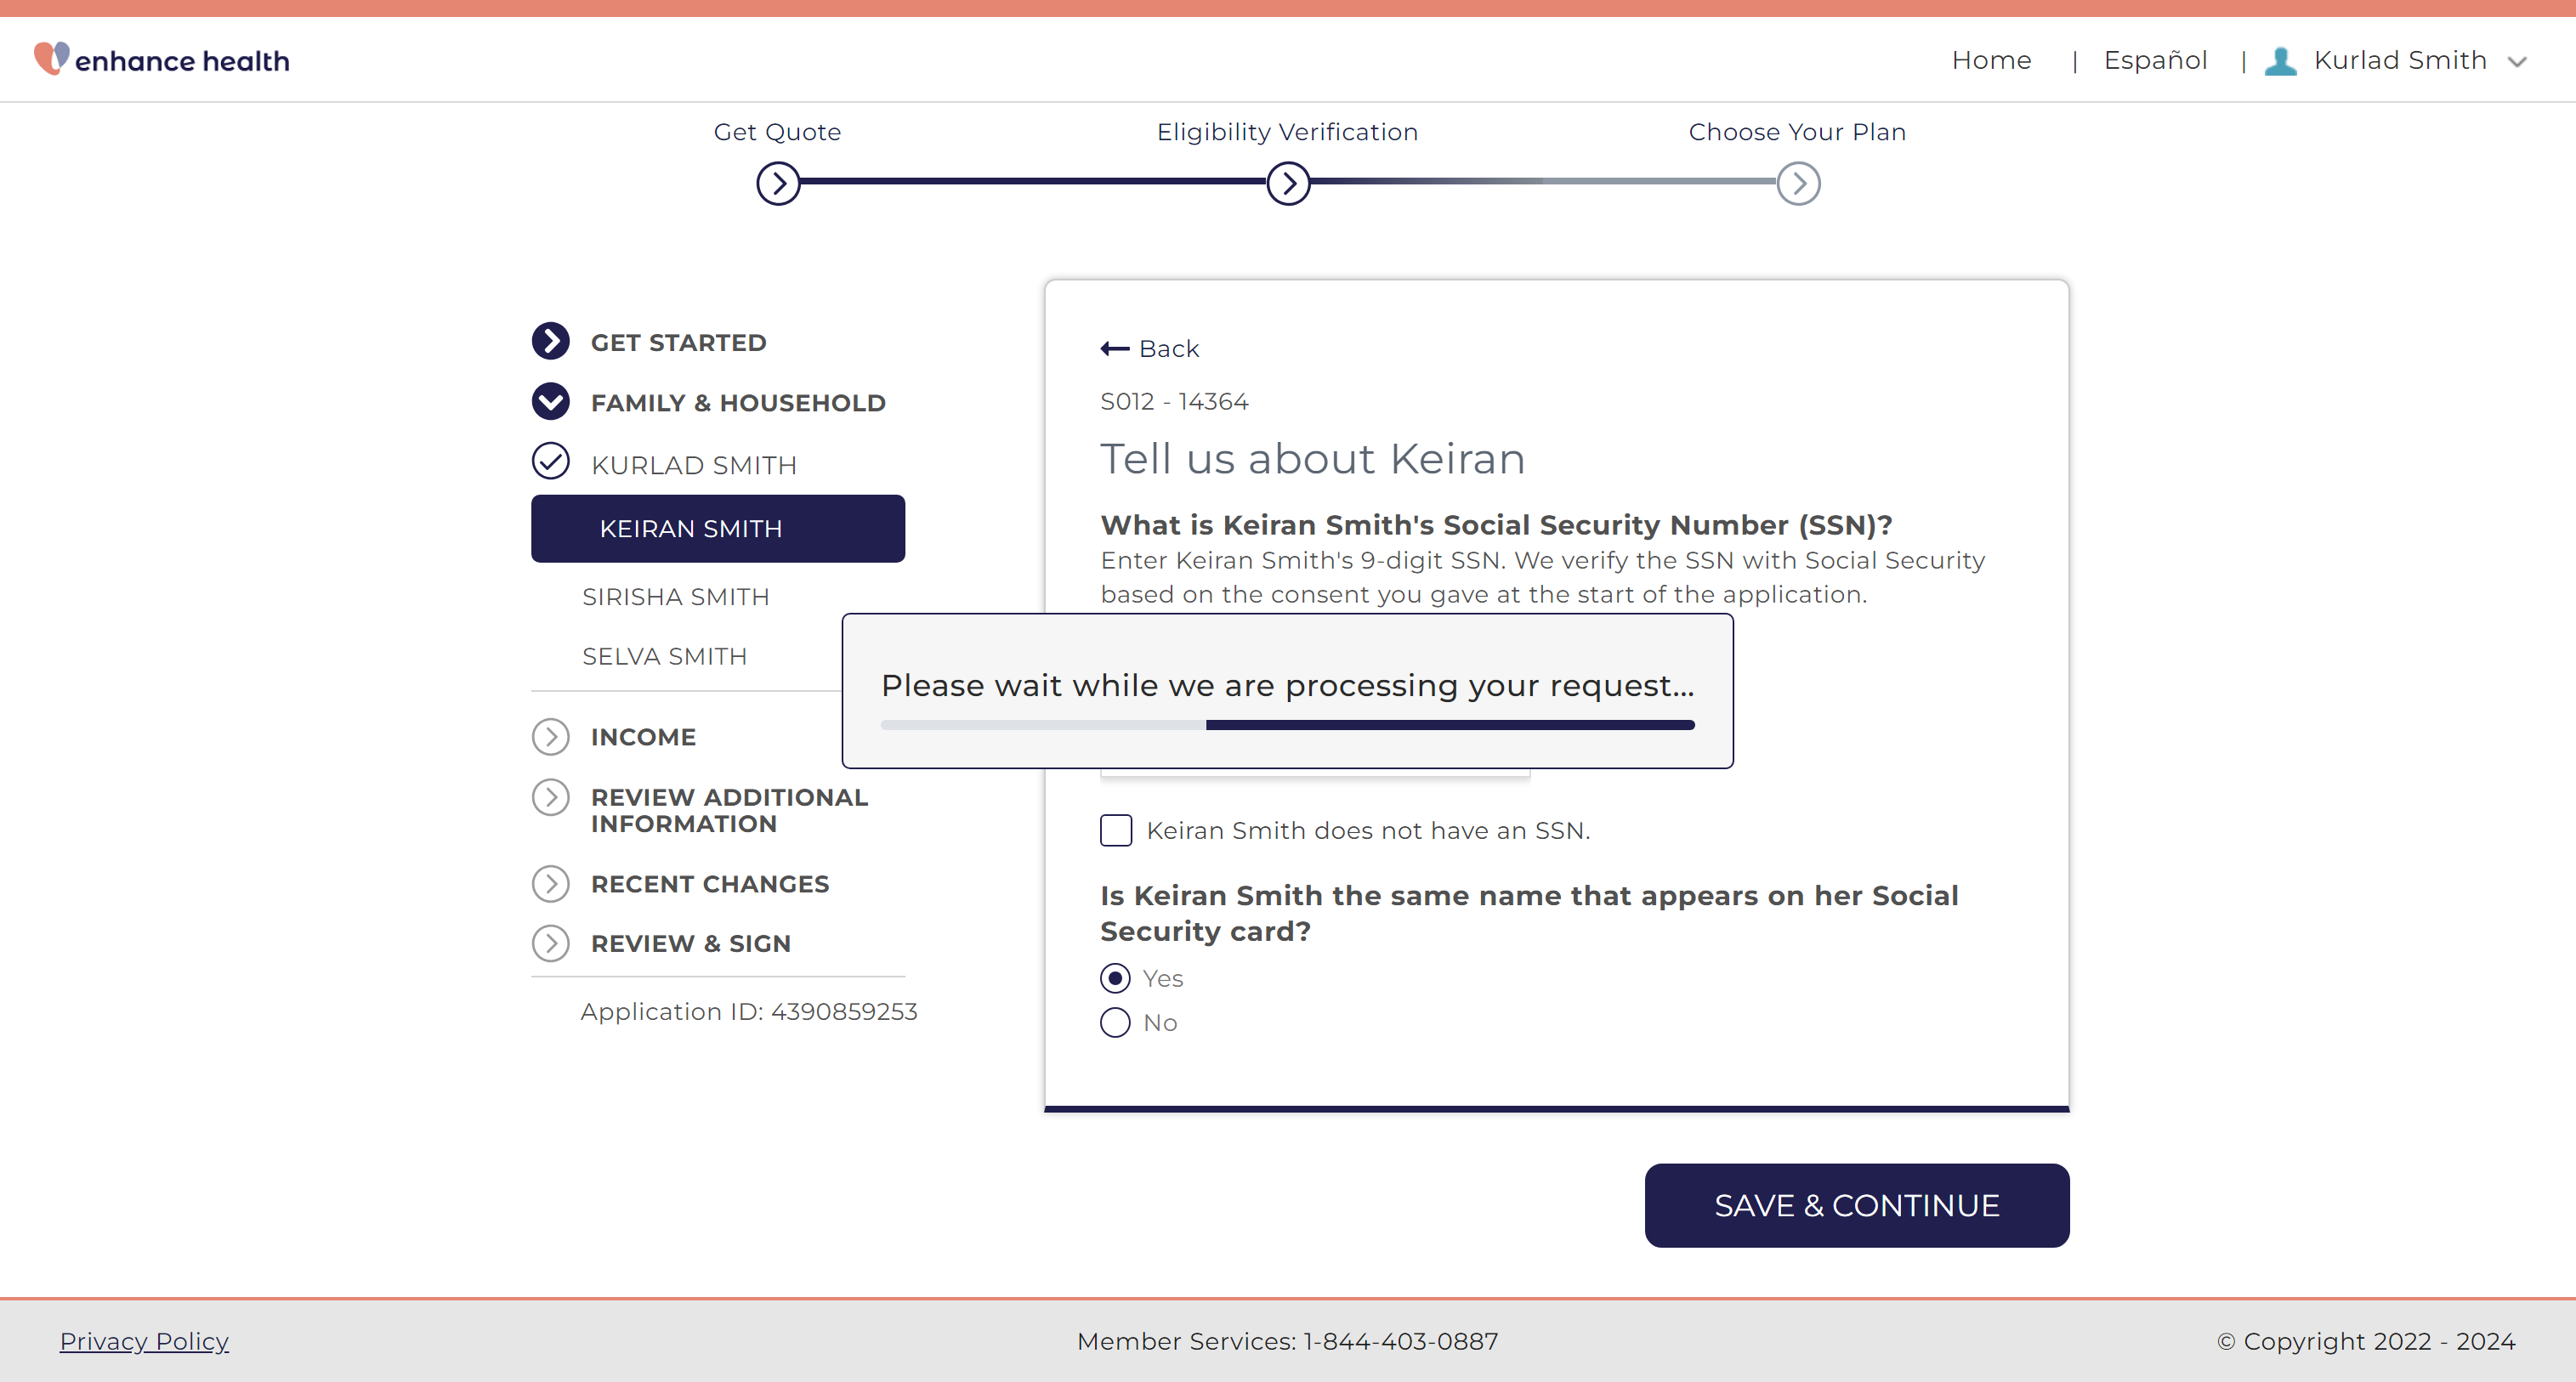 enhance health
Home | Español | Kurlad Smith
Get Quote
Eligibility Verification
Choose Your Plan
GET STARTED
FAMILY & HOUSEHOLD
KURLAD SMITH
KEIRAN SMITH
SIRISHA SMITH
SELVA SMITH
INCOME
REVIEW ADDITIONAL
INFORMATION
RECENT CHANGES
REVIEW & SIGN
Application ID: 4390859253
Back
S012 - 14364
Tell us about Keiran
What is Keiran Smith's Social Security Number (SSN)?
Enter Keiran Smith's 9-digit SSN. We verify the SSN with Social Security
based on the consent you gave at the start of the application.
Please wait while we are processing your request...
Keiran Smith does not have an SSN.
Is Keiran Smith the same name that appears on her Social
Security card?
Yes
No
SAVE & CONTINUE
Privacy Policy
Member Services: 1-844-403-0887
© Copyright 2022 - 2024